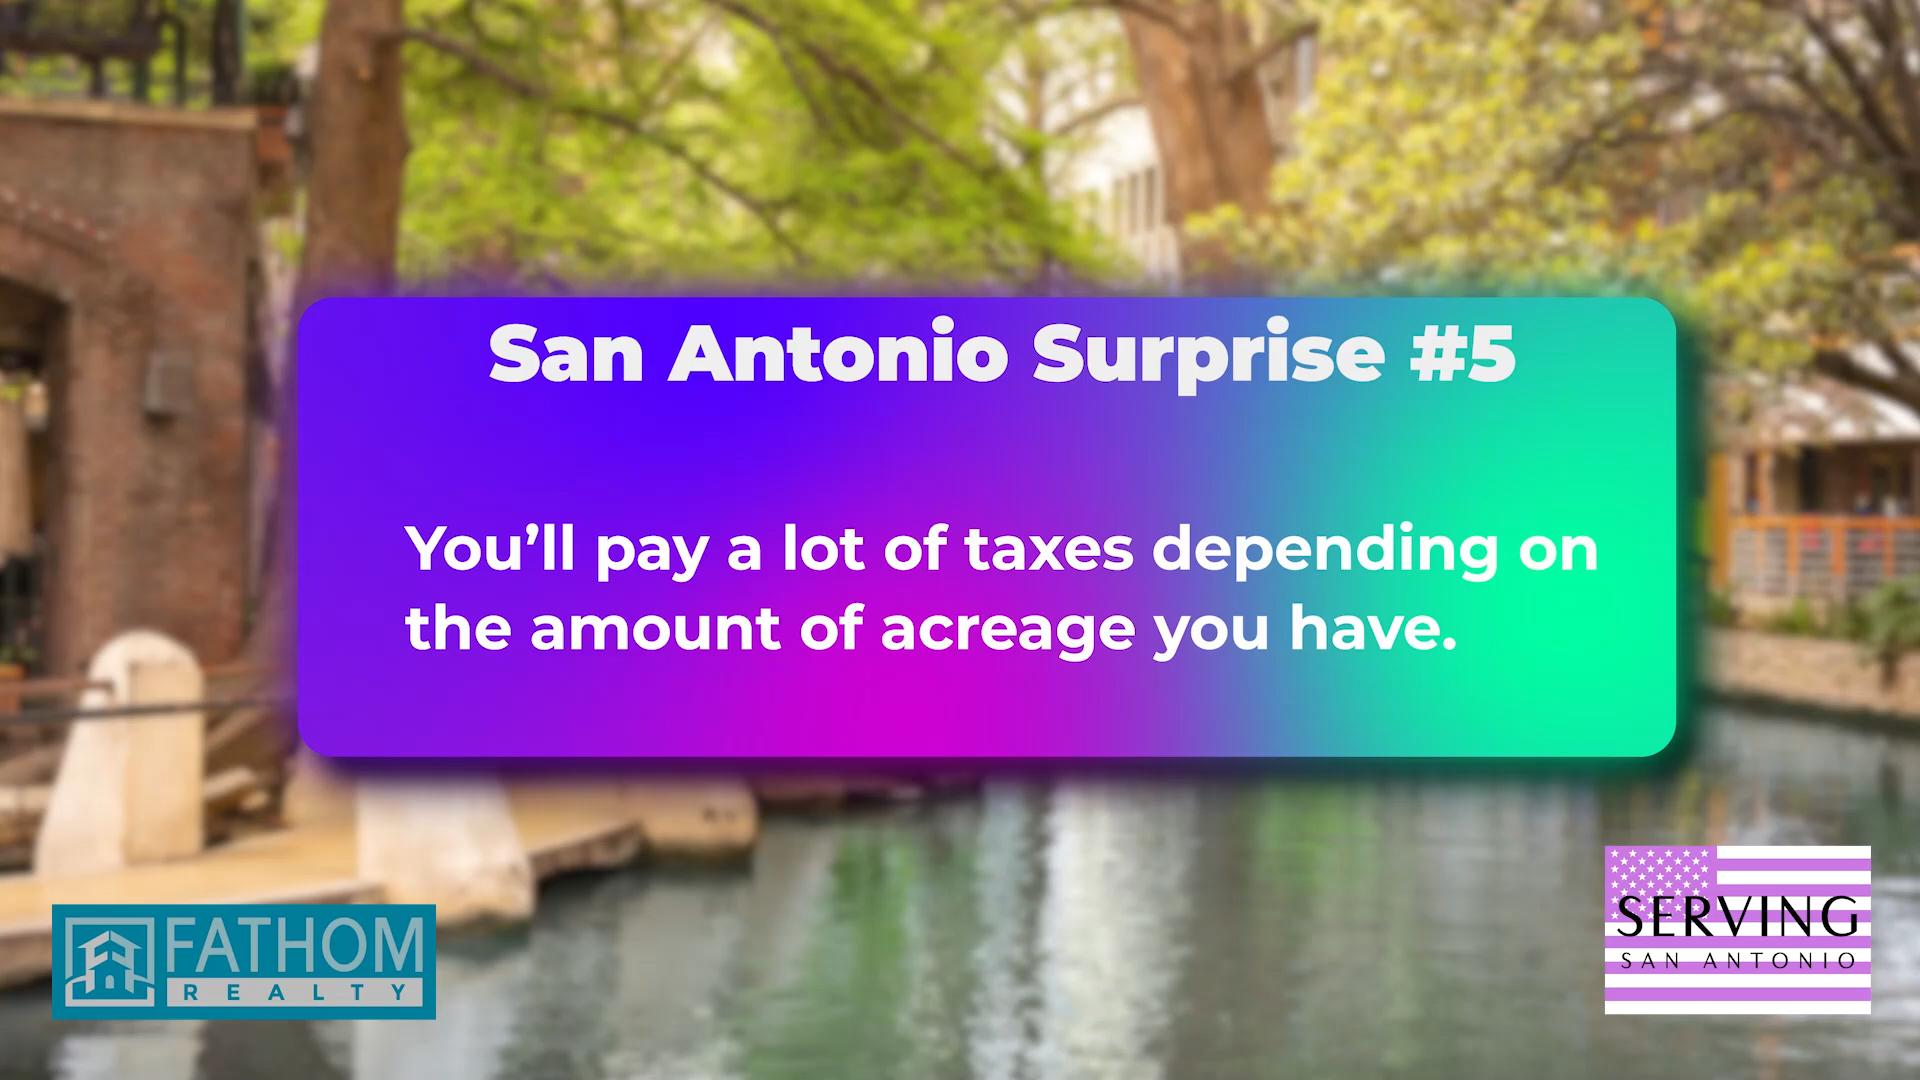 San Antonio Surprise #5
You’ll pay a lot of taxes depending on
the amount of acreage you have.
FATHOM
REALTY
SERVING
SAN ANTONIO